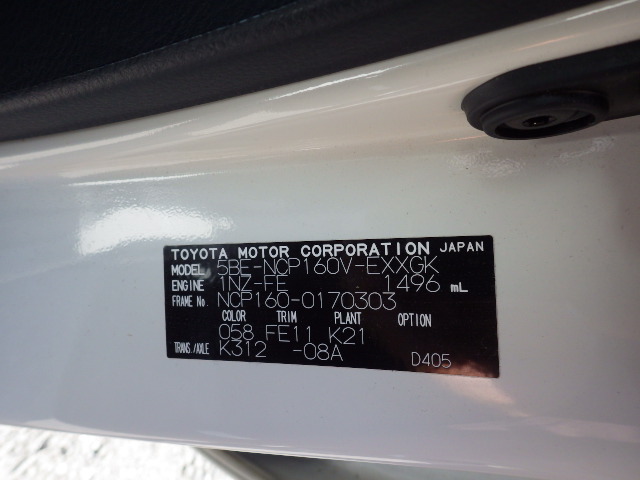 TOYOTA MOTOR CORPORATION JAPAN
MODEL 5BE-NCP160V-EXXGK
ENGINE 1NZ-FE 1496 mL
FRAME No. NCP160-0170303
COLOR TRIM PLANT OPTION
058 FE11 K21
TRANS./AXLE K312 -08A D405